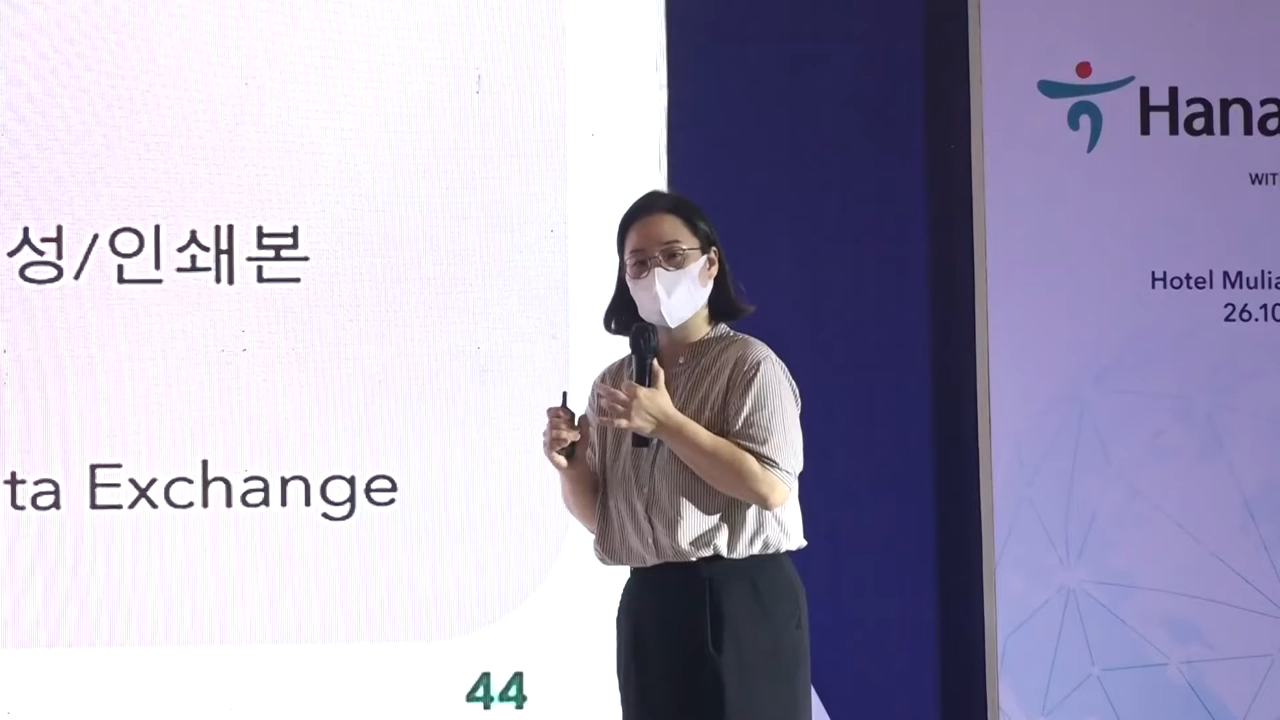 성/인쇄본
ta Exchange
44
Hana
WIT
Hotel Mulia
26.10